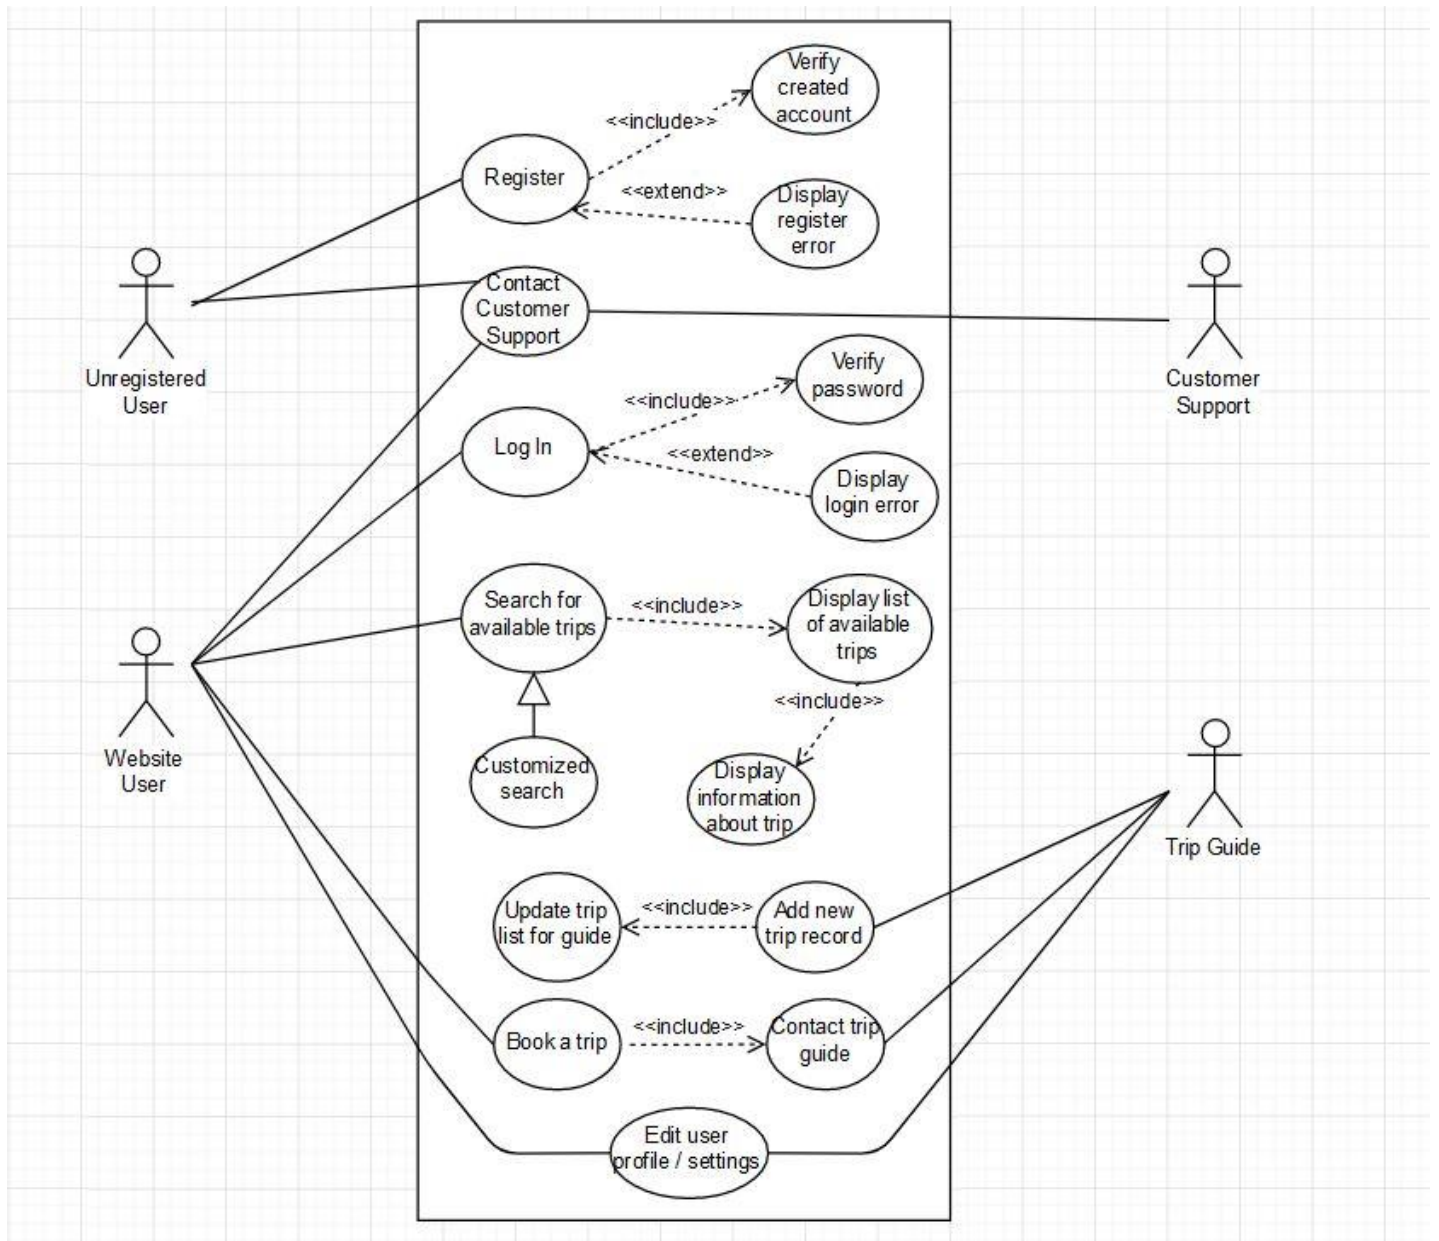 Verify
created
account
<<include>>
Register
<<extend>>
Display
register
error
Contact
Customer
Support
Unregistered
User
Customer
Support
Verify
password
<<include>>
Log In
<<extend>>
Display
login error
Search for
available trips
<<include>>
Display list
of available
trips
<<include>>
Website
User
Customized
search
Display
information
about trip
Trip Guide
Update trip
list for guide
<<include>>
Add new
trip record
Book a trip
<<include>>
Contact trip
guide
Edit user
profile / settings